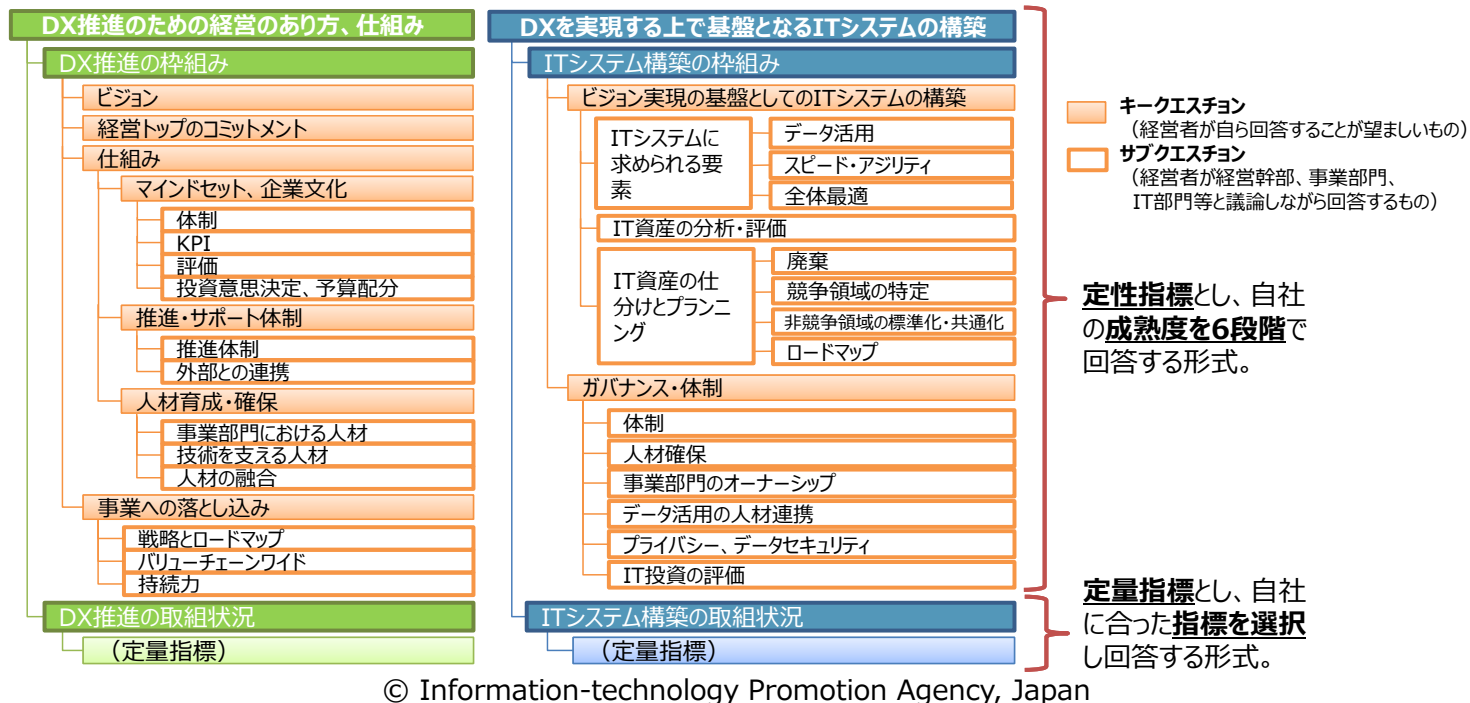 DX推進のための経営のあり方、仕組み
DX推進の枠組み
ビジョン
経営トップのコミットメント
仕組み
マインドセット、企業文化
体制
KPI
評価
投資意思決定、予算配分
推進・サポート体制
推進体制
外部との連携
人材育成・確保
事業部門における人材
技術を支える人材
人材の融合
事業への落とし込み
戦略とロードマップ
バリューチェーンワイド
持続力
DX推進の取組状況
（定量指標）
DXを実現する上で基盤となるITシステムの構築
ITシステム構築の枠組み
ビジョン実現の基盤としてのITシステムの構築
ITシステムに
求められる要
素
データ活用
スピード・アジリティ
全体最適
IT資産の分析・評価
IT資産の仕
分けとプランニ
ング
廃棄
競争領域の特定
非競争領域の標準化・共通化
ロードマップ
ガバナンス・体制
体制
人材確保
事業部門のオーナーシップ
データ活用の人材連携
プライバシー、データセキュリティ
IT投資の評価
ITシステム構築の取組状況
（定量指標）
キークエスチョン
（経営者が自ら回答することが望ましいもの）
サブクエスチョン
（経営者が経営幹部、事業部門、
IT部門等と議論しながら回答するもの）
定性指標とし、自社
の成熟度を6段階で
回答する形式。
定量指標とし、自社
に合った指標を選択
し回答する形式。
© Information-technology Promotion Agency, Japan